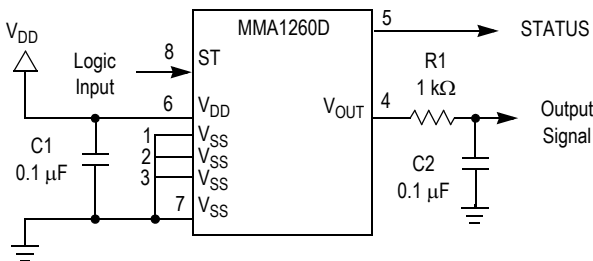 MMA1260D
5
STATUS
V_DD
Logic
Input
8
ST
R1
1 kΩ
6
V_DD
V_OUT
4
Output
Signal
1
V_SS
2
V_SS
3
V_SS
7
V_SS
C1
0.1 μF
C2
0.1 μF